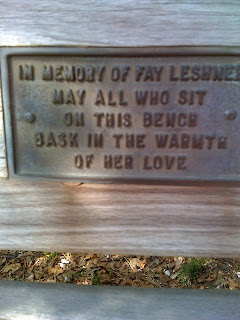 IN MEMORY OF FAY LESHNER
MAY ALL WHO SIT
ON THIS BENCH
BASK IN THE WARMTH
OF HER LOVE